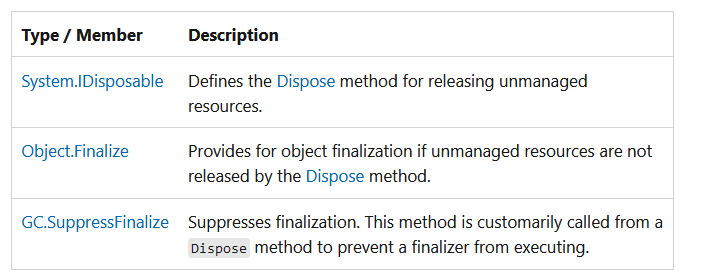 Type / Member Description
System.IDisposable Defines the Dispose method for releasing unmanaged
resources.
Object.Finalize Provides for object finalization if unmanaged resources are not
released by the Dispose method.
GC.SuppressFinalize Suppresses finalization. This method is customarily called from a
Dispose method to prevent a finalizer from executing.